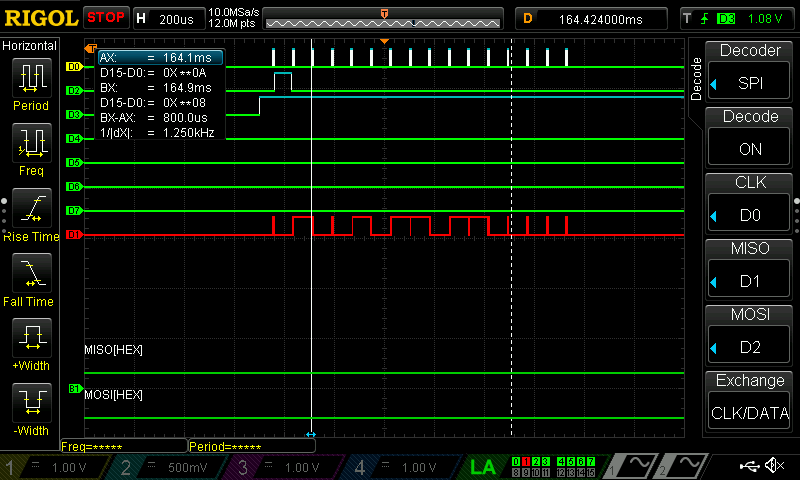 RIGOL STOP H 200us 10.0MSa/s 12.0M pts T D 164.424000ms T D3 1.08 V
Horizontal
Period
Freq
Rise Time
Fall Time
+Width
-Width
T
AX: = 164.1ms
D15-D0: = 0X**0A
BX: = 164.9ms
D15-D0: = 0X**08
BX-AX: = 800.0us
1/|dX|: = 1.250kHz
D0
D2
D3
D4
D5
D6
D7
D1
MISO[HEX]
B1
MOSI[HEX]
Freq=***** Period=*****
Decode
Decoder
SPI
Decode
ON
CLK
D0
MISO
D1
MOSI
D2
Exchange
CLK/DATA
1 = 1.00 V 2 = 500mV 3 = 1.00 V 4 = 1.00 V LA 0 1 2 3 4 5 6 7 1 2
8 9 10 11 12 13 14 15